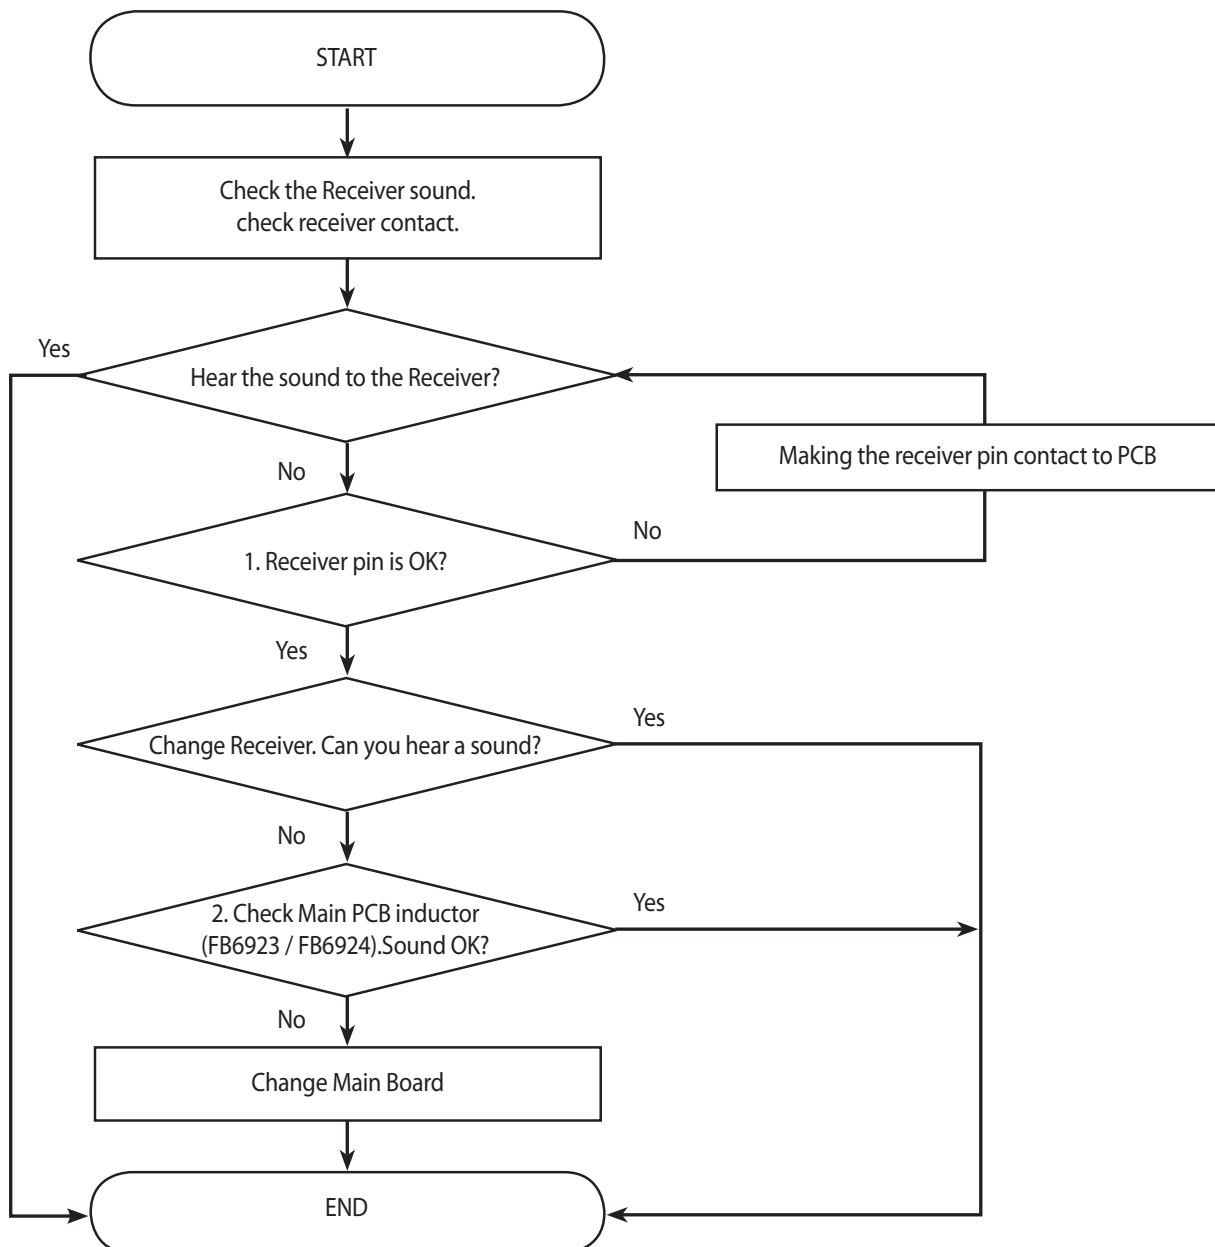 START
Check the Receiver sound.
check receiver contact.
Yes
Hear the sound to the Receiver?
Making the receiver pin contact to PCB
No
No
1. Receiver pin is OK?
Yes
Yes
Change Receiver. Can you hear a sound?
No
Yes
2. Check Main PCB inductor
(FB6923 / FB6924).Sound OK?
No
Change Main Board
END